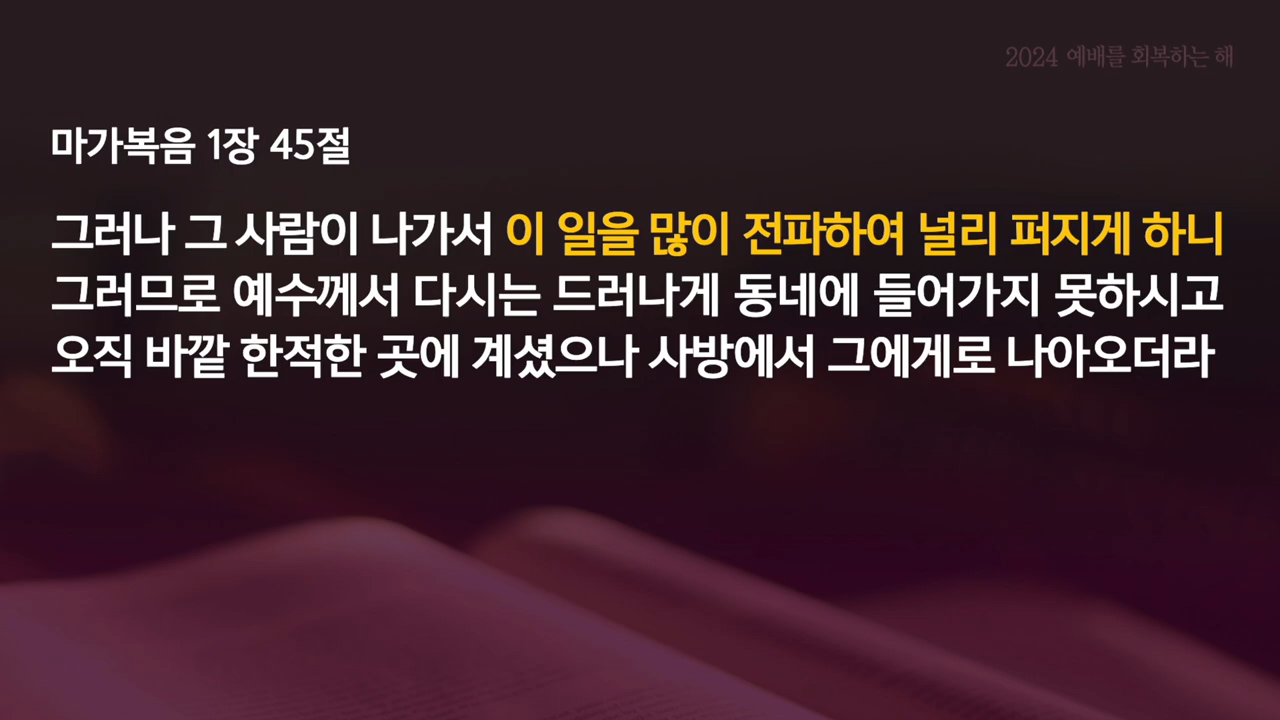 2024 예배를 회복하는 해
마가복음 1장 45절
그러나 그 사람이 나가서 이 일을 많이 전파하여 널리 퍼지게 하니
그러므로 예수께서 다시는 드러나게 동네에 들어가지 못하시고
오직 바깥 한적한 곳에 계셨으나 사방에서 그에게로 나아오더라